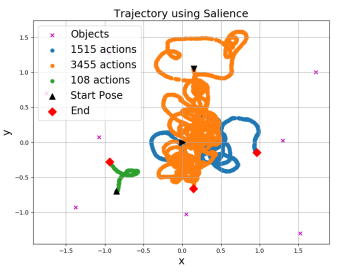 Trajectory using Salience
Objects
1515 actions
3455 actions
108 actions
Start Pose
End
y
1.5
1.0
0.5
0.0
−0.5
−1.0
−1.5
−1.0
−0.5
0.0
0.5
1.0
1.5
x